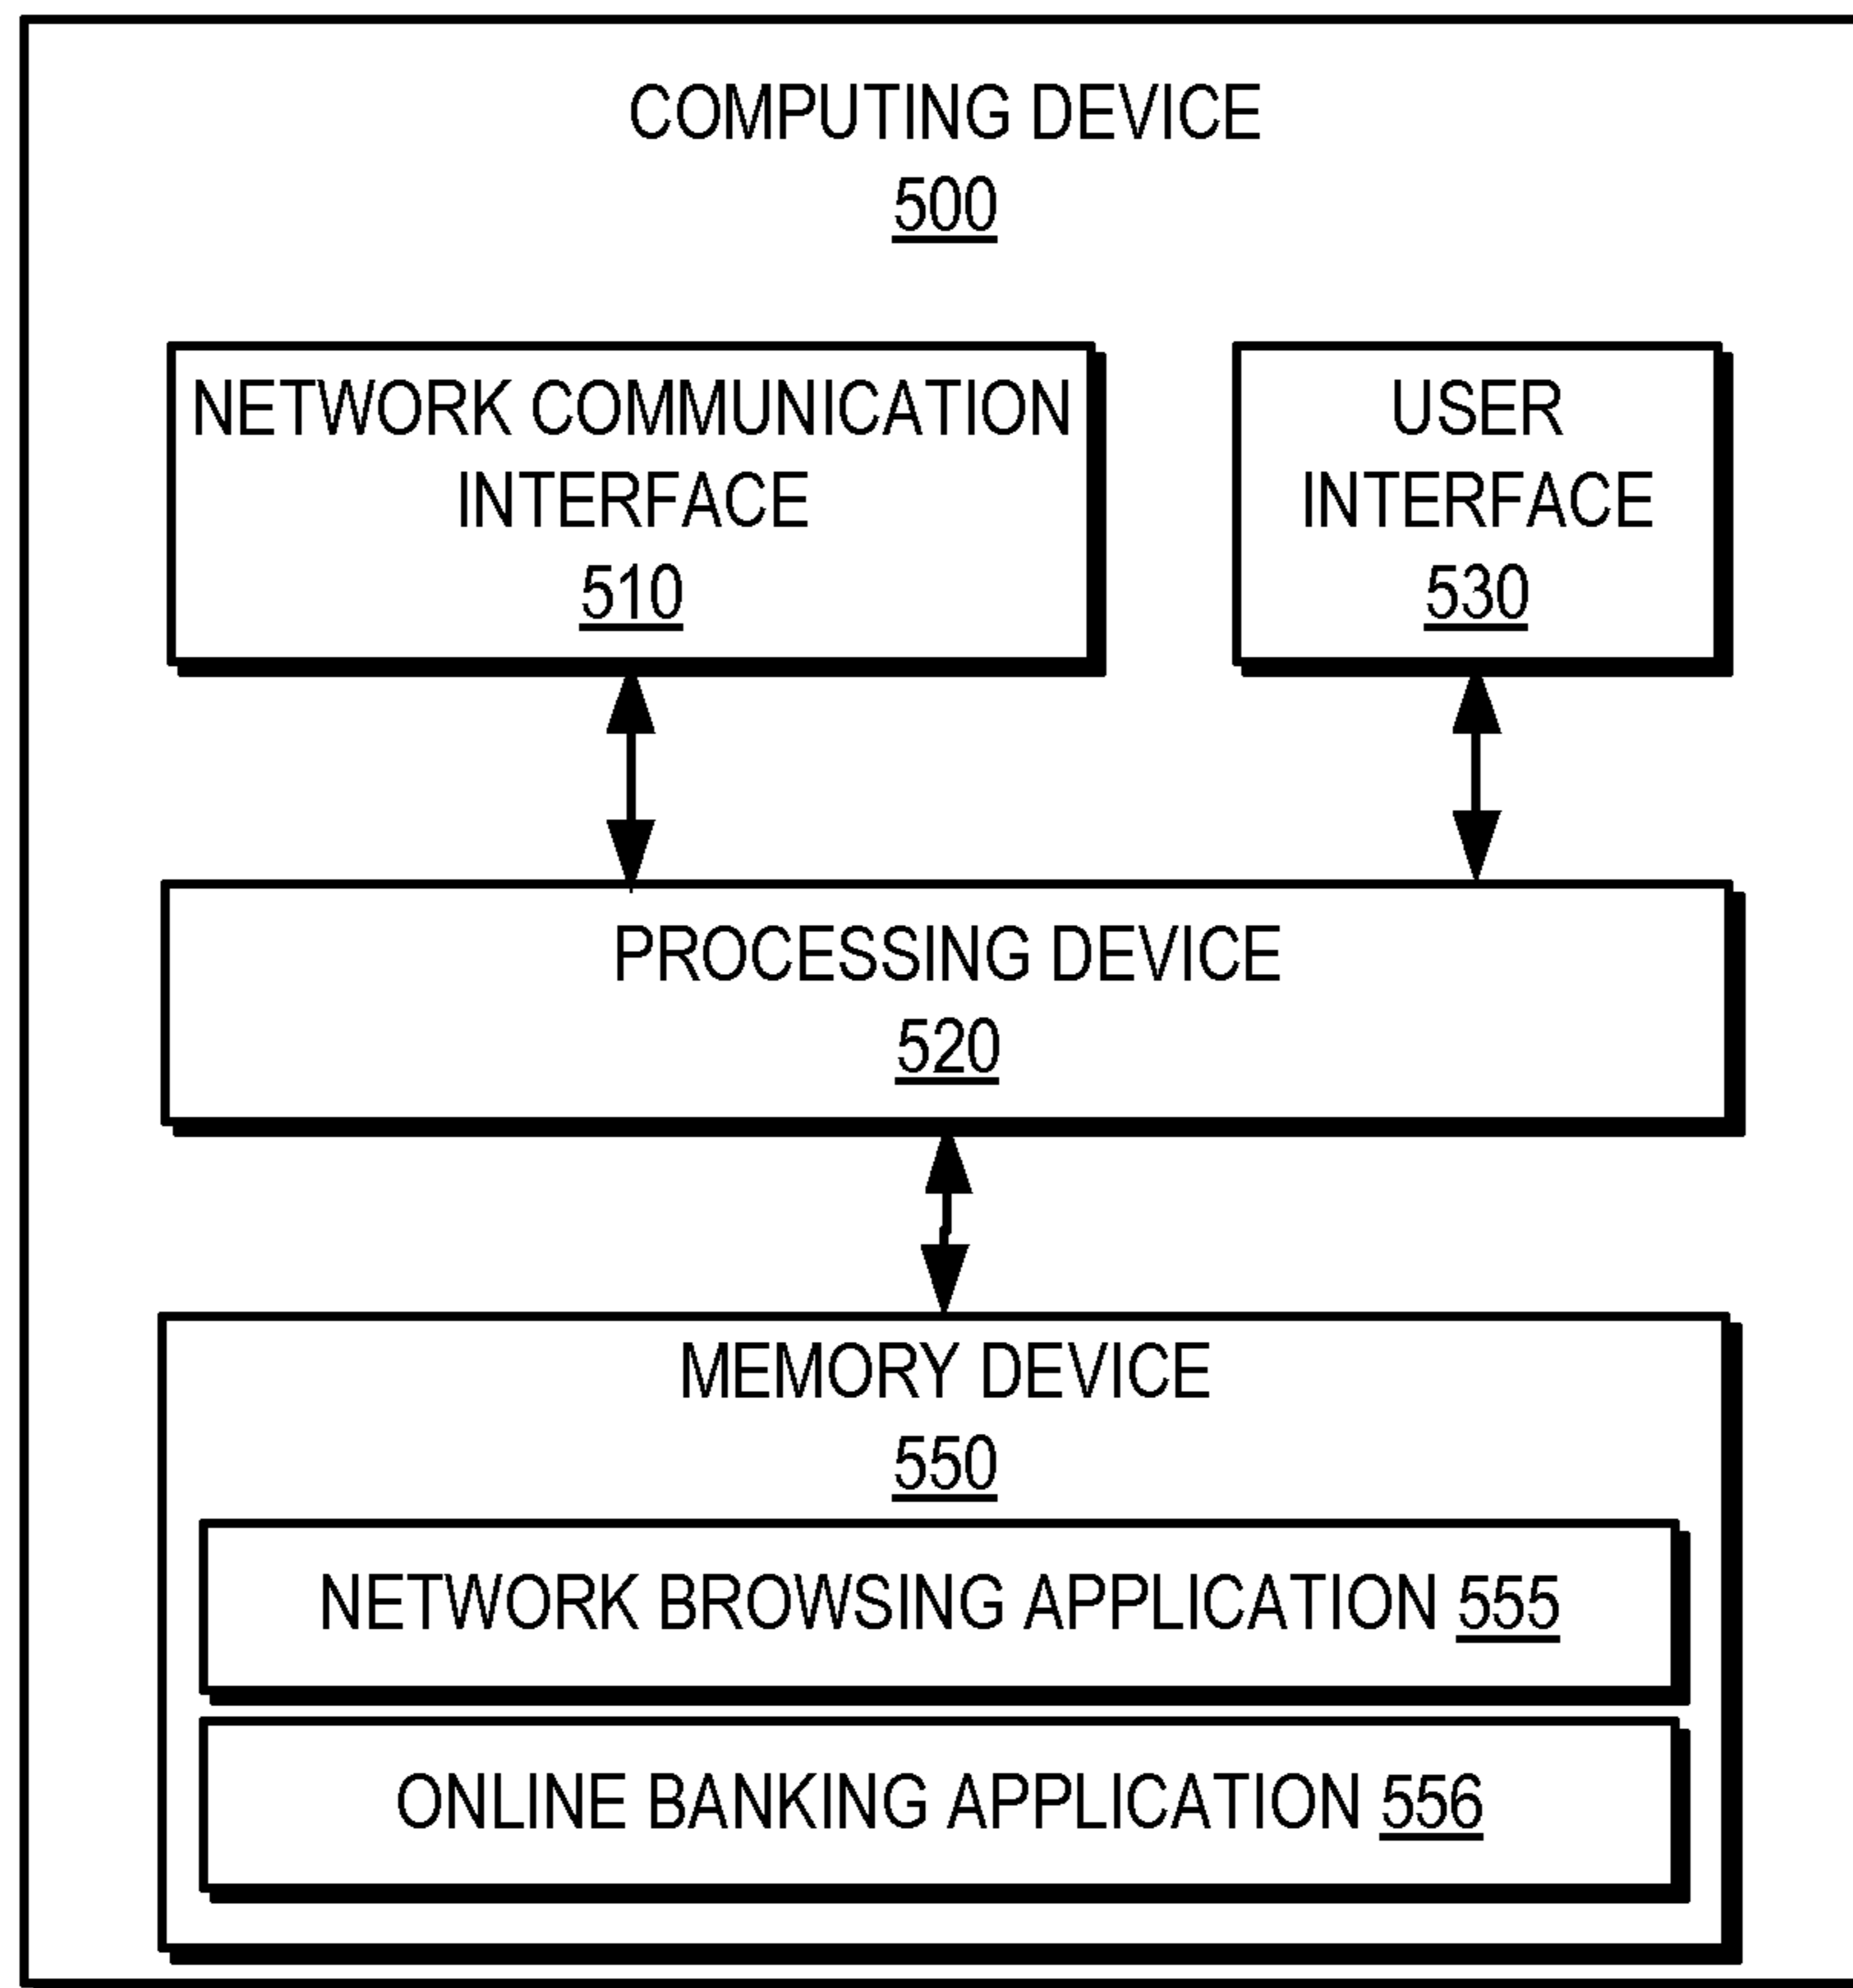 COMPUTING DEVICE
500
NETWORK COMMUNICATION
INTERFACE
510
USER
INTERFACE
530
PROCESSING DEVICE
520
MEMORY DEVICE
550
NETWORK BROWSING APPLICATION 555
ONLINE BANKING APPLICATION 556